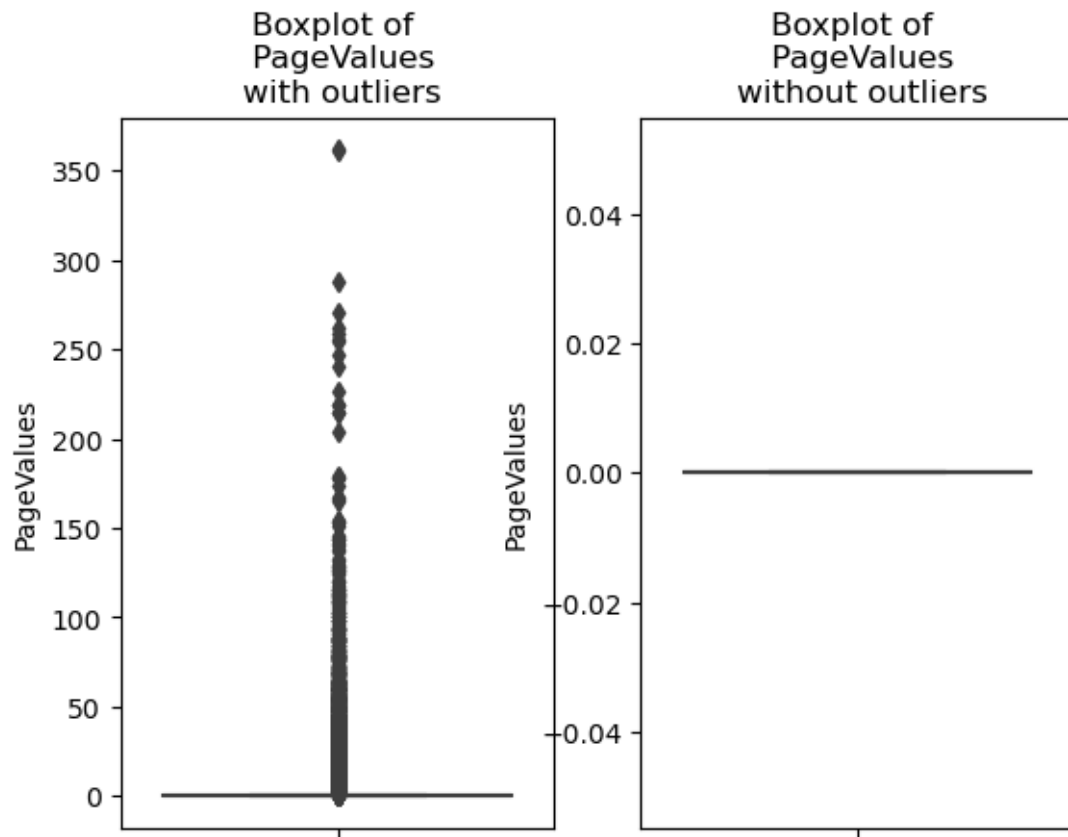 Boxplot of
PageValues
with outliers
350
300
250
200
150
100
50
0
PageValues
Boxplot of
PageValues
without outliers
0.04
0.02
0.00
−0.02
−0.04
PageValues